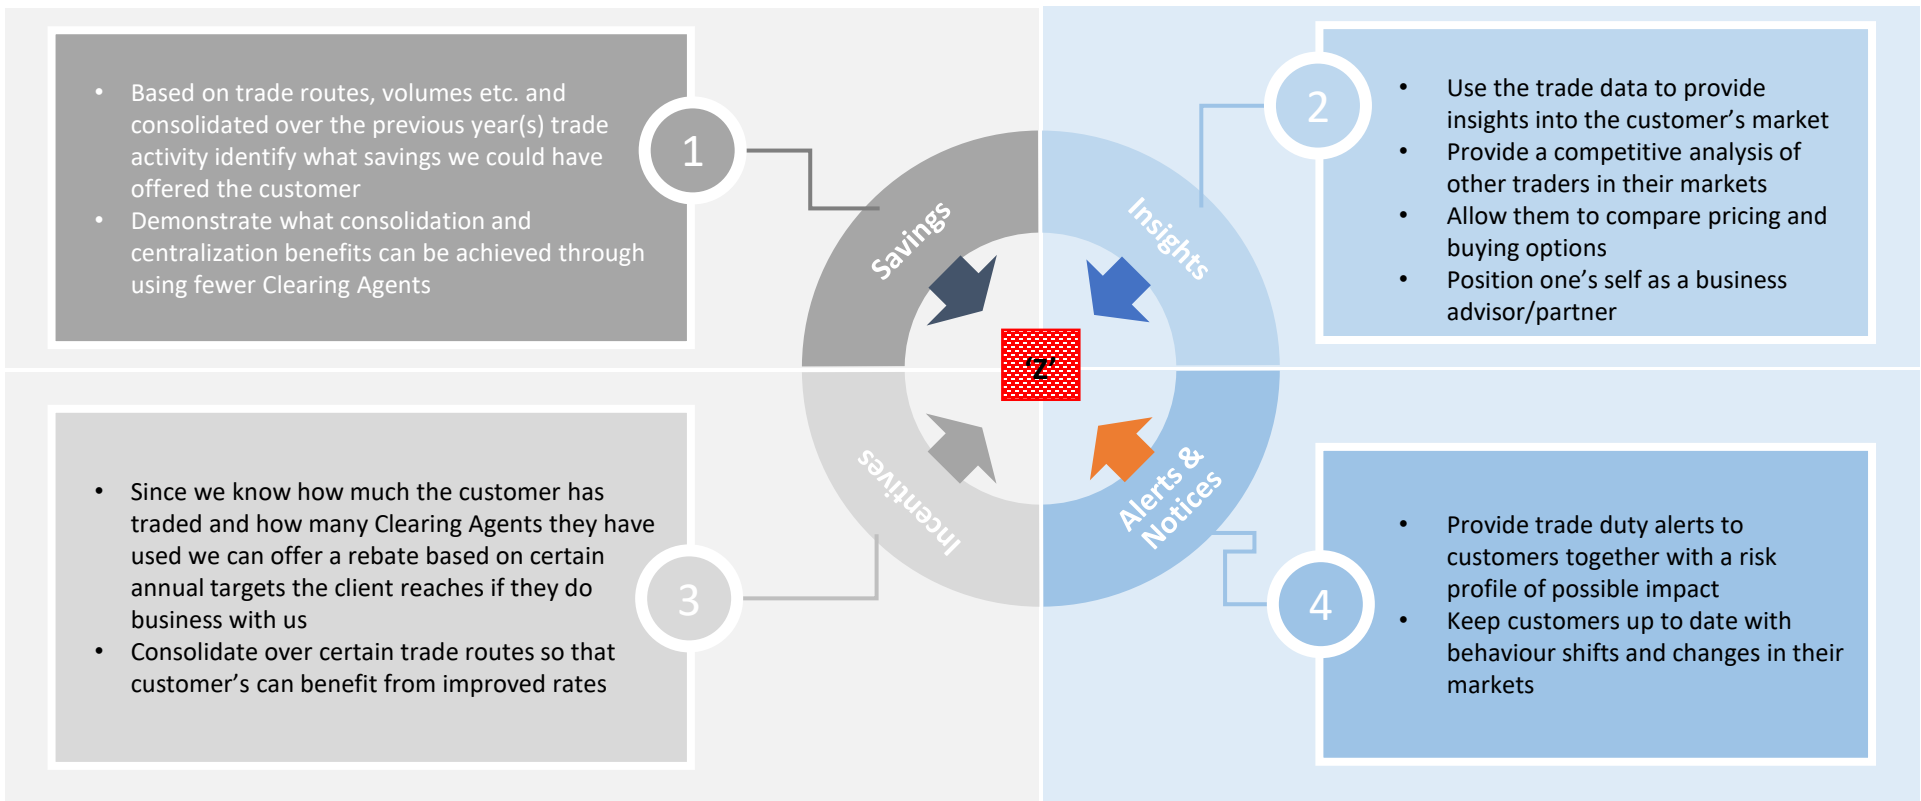 • Based on trade routes, volumes etc. and
consolidated over the previous year(s) trade
activity identify what savings we could have
offered the customer
• Demonstrate what consolidation and
centralization benefits can be achieved through
using fewer Clearing Agents
1
Savings
Insights
2
• Use the trade data to provide
insights into the customer’s market
• Provide a competitive analysis of
other traders in their markets
• Allow them to compare pricing and
buying options
• Position one’s self as a business
advisor/partner
‘Z’
• Since we know how much the customer has
traded and how many Clearing Agents they have
used we can offer a rebate based on certain
annual targets the client reaches if they do
business with us
• Consolidate over certain trade routes so that
customer’s can benefit from improved rates
3
Incentives
Alerts &
Notices
4
• Provide trade duty alerts to
customers together with a risk
profile of possible impact
• Keep customers up to date with
behaviour shifts and changes in their
markets